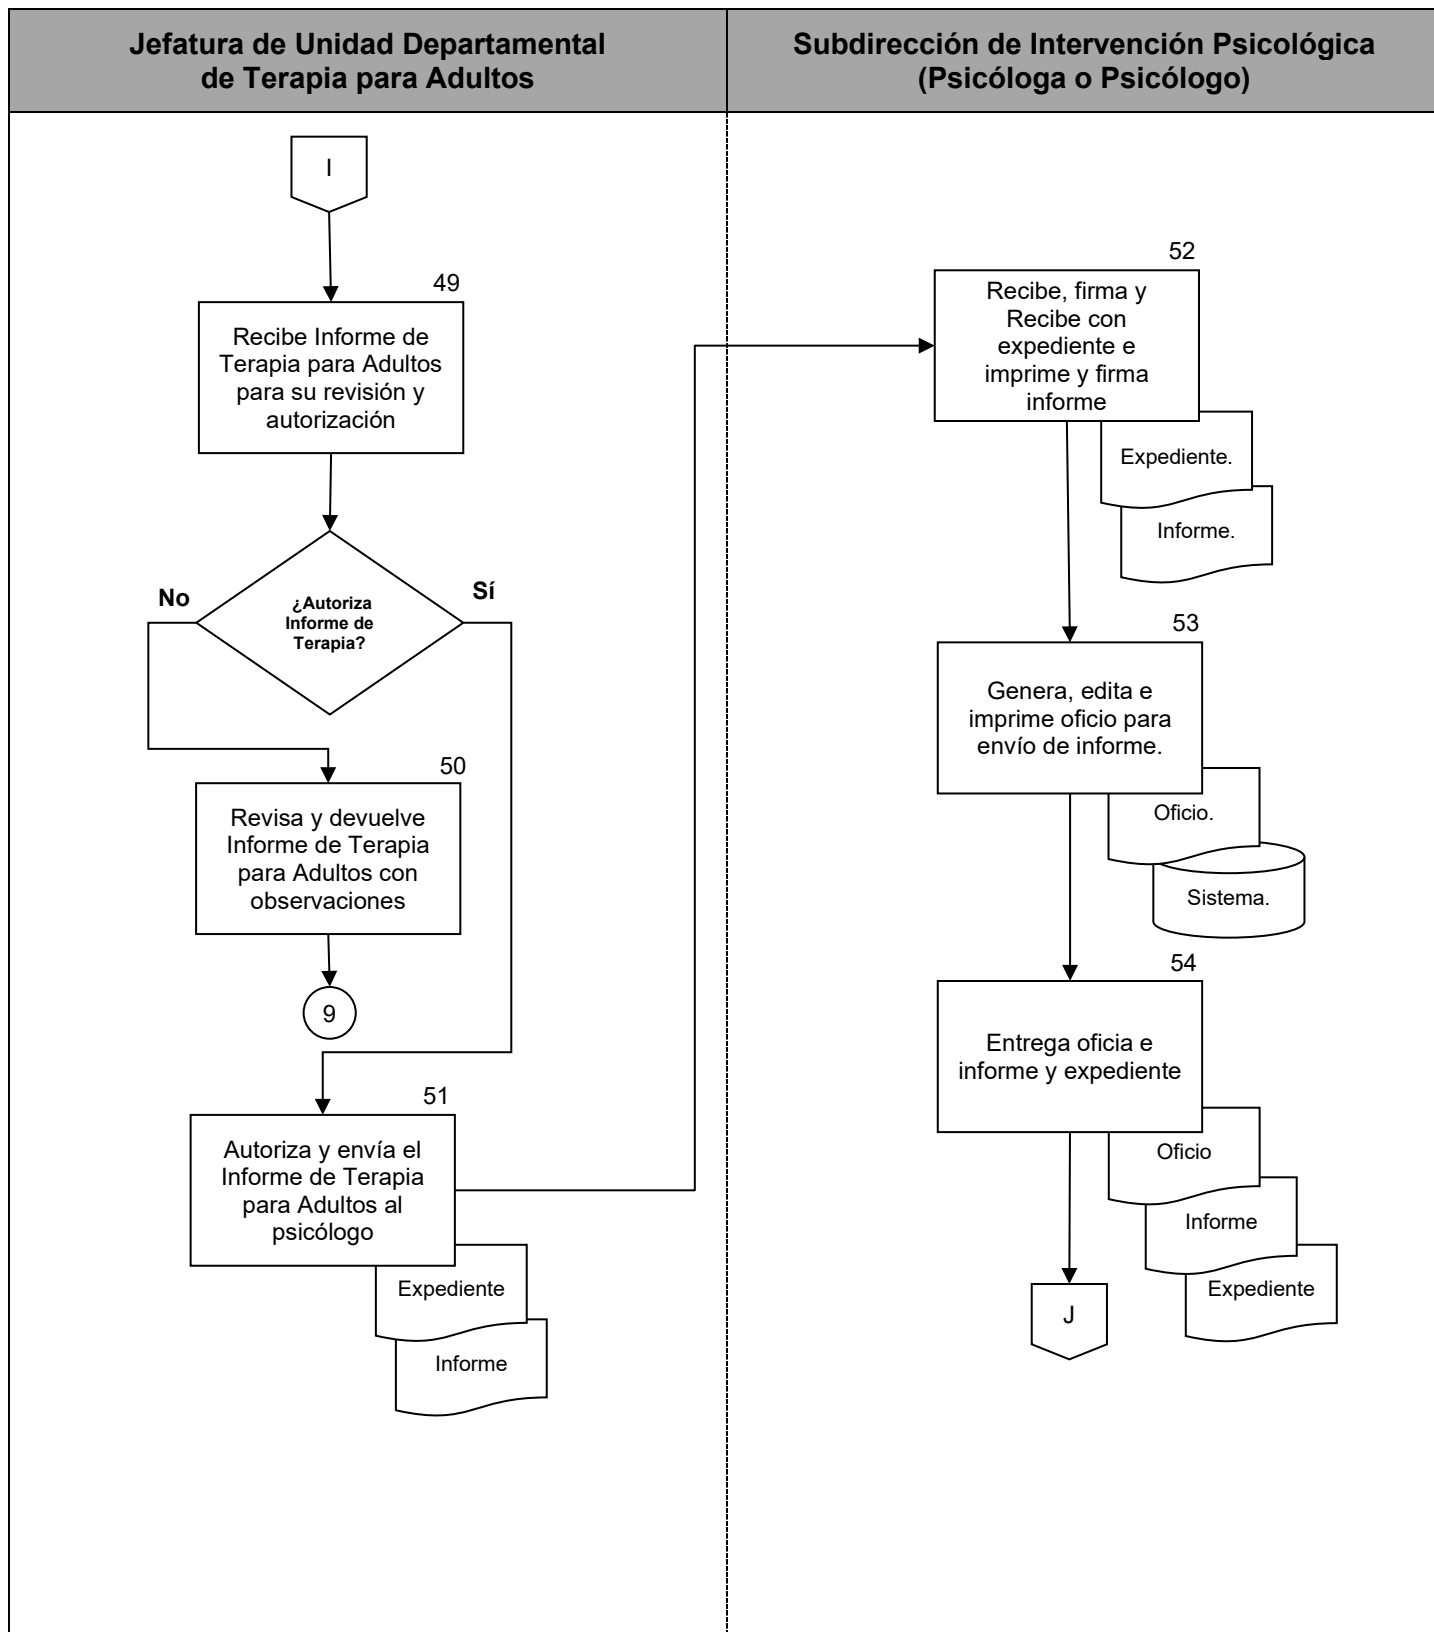 Jefatura de Unidad Departamental
de Terapia para Adultos
Subdirección de Intervención Psicológica
(Psicóloga o Psicólogo)
I
49
Recibe Informe de
Terapia para Adultos
para su revisión y
autorización
No
¿Autoriza
Informe de
Terapia?
Sí
50
Revisa y devuelve
Informe de Terapia
para Adultos con
observaciones
9
51
Autoriza y envía el
Informe de Terapia
para Adultos al
psicólogo
Expediente
Informe
52
Recibe, firma y
Recibe con
expediente e
imprime y firma
informe
Expediente.
Informe.
53
Genera, edita e
imprime oficio para
envío de informe.
Oficio.
Sistema.
54
Entrega oficia e
informe y expediente
Oficio
Informe
Expediente
J